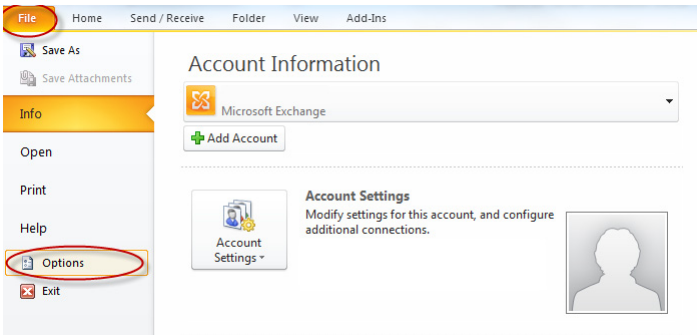 File Home Send / Receive Folder View Add-Ins
Save As
Save Attachments
Info
Open
Print
Help
Options
Exit
Account Information
Microsoft Exchange
Add Account
Account Settings
Account Settings
Modify settings for this account, and configure
additional connections.